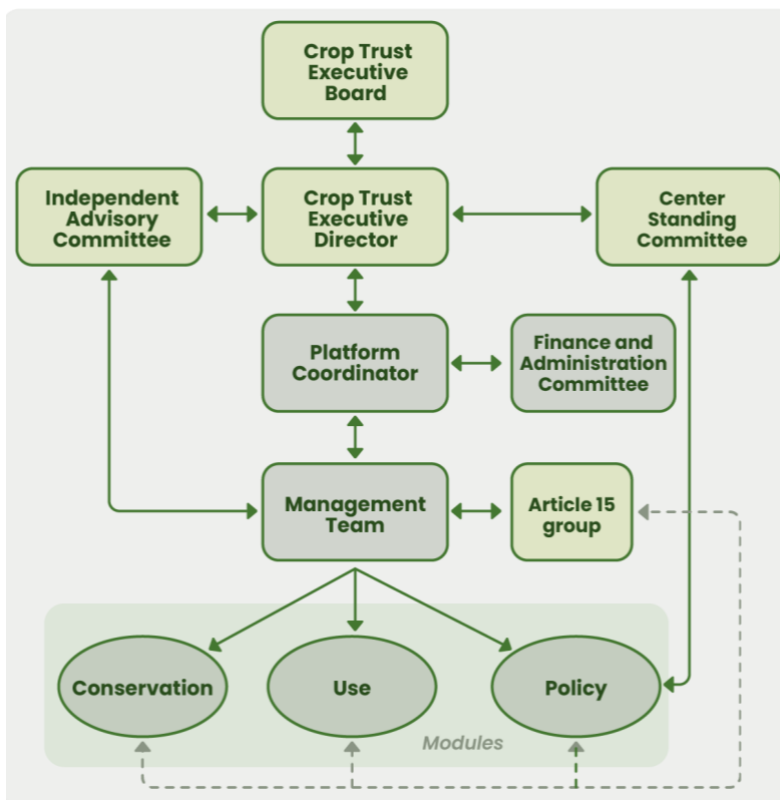 Crop Trust
Executive
Board
Independent
Advisory
Committee
Crop Trust
Executive
Director
Center
Standing
Committee
Platform
Coordinator
Finance and
Administration
Committee
Management
Team
Article 15
group
Conservation
Use
Policy
Modules